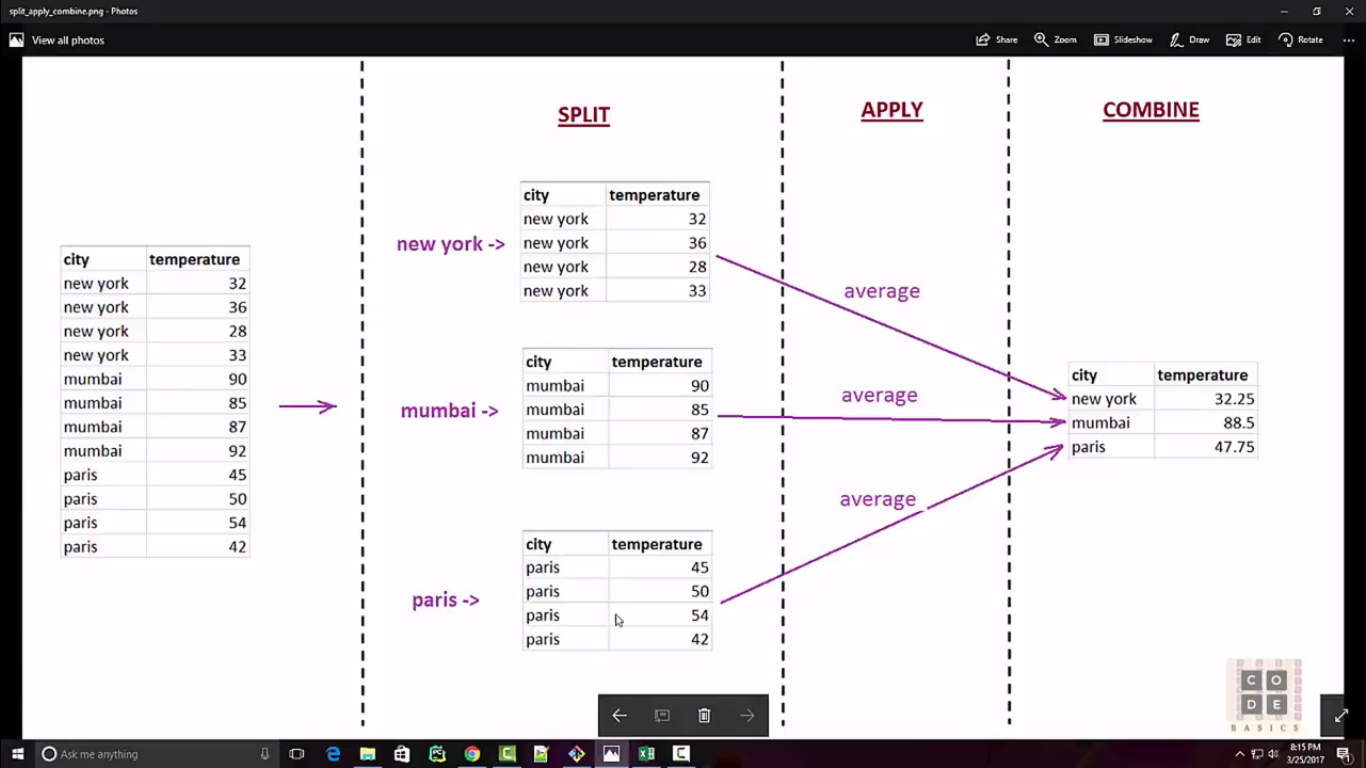 split_apply_combine.png - Photos
View all photos
Share Zoom Slideshow Draw Edit Rotate ...
SPLIT
APPLY
COMBINE
city temperature
new york 32
new york 36
new york 28
new york 33
mumbai 90
mumbai 85
mumbai 87
mumbai 92
paris 45
paris 50
paris 54
paris 42
new york ->
city temperature
new york 32
new york 36
new york 28
new york 33
mumbai ->
city temperature
mumbai 90
mumbai 85
mumbai 87
mumbai 92
paris ->
city temperature
paris 45
paris 50
paris 54
paris 42
average
average
average
city temperature
new york 32.25
mumbai 88.5
paris 47.75
C O
D E
BASICS
Ask me anything
8:15 PM
3/25/2017